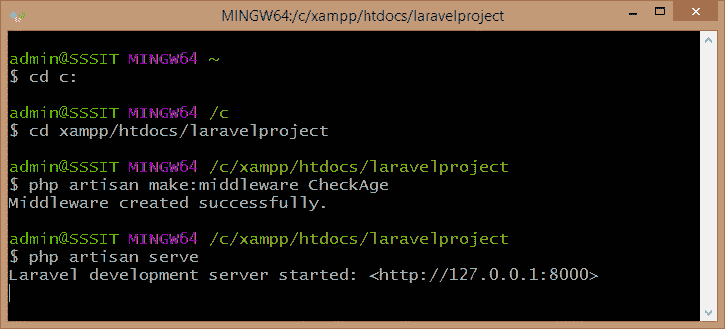 MINGW64:/c/xampp/htdocs/laravelproject
admin@SSSIT MINGW64 ~
$ cd c:
admin@SSSIT MINGW64 /c
$ cd xampp/htdocs/laravelproject
admin@SSSIT MINGW64 /c/xampp/htdocs/laravelproject
$ php artisan make:middleware CheckAge
Middleware created successfully.
admin@SSSIT MINGW64 /c/xampp/htdocs/laravelproject
$ php artisan serve
Laravel development server started: <http://127.0.0.1:8000>